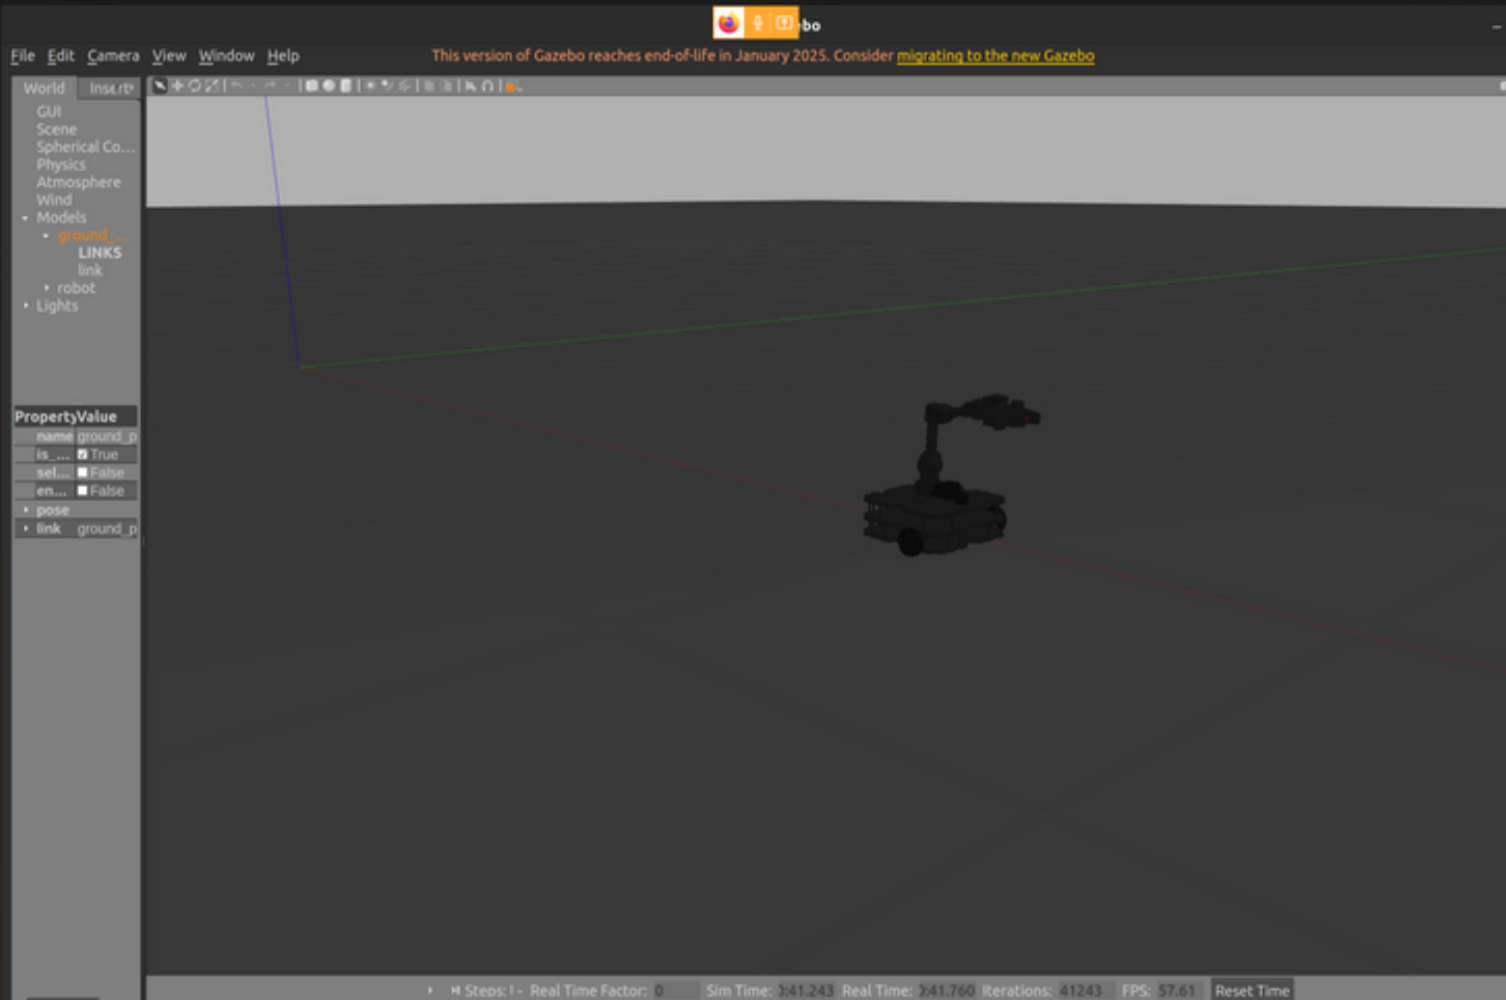 bo
File Edit Camera View Window Help This version of Gazebo reaches end-of-life in January 2025. Consider migrating to the new Gazebo
World Insert
GUI
Scene
Spherical Co...
Physics
Atmosphere
Wind
Models
ground_...
LINKS
link
robot
Lights
Property Value
name ground_p
is_... True
sel... False
en... False
pose
link ground_p
Steps: 1 Real Time Factor: 0 Sim Time: ):41.243 Real Time: ):41.760 Iterations: 41243 FPS: 57.61 Reset Time